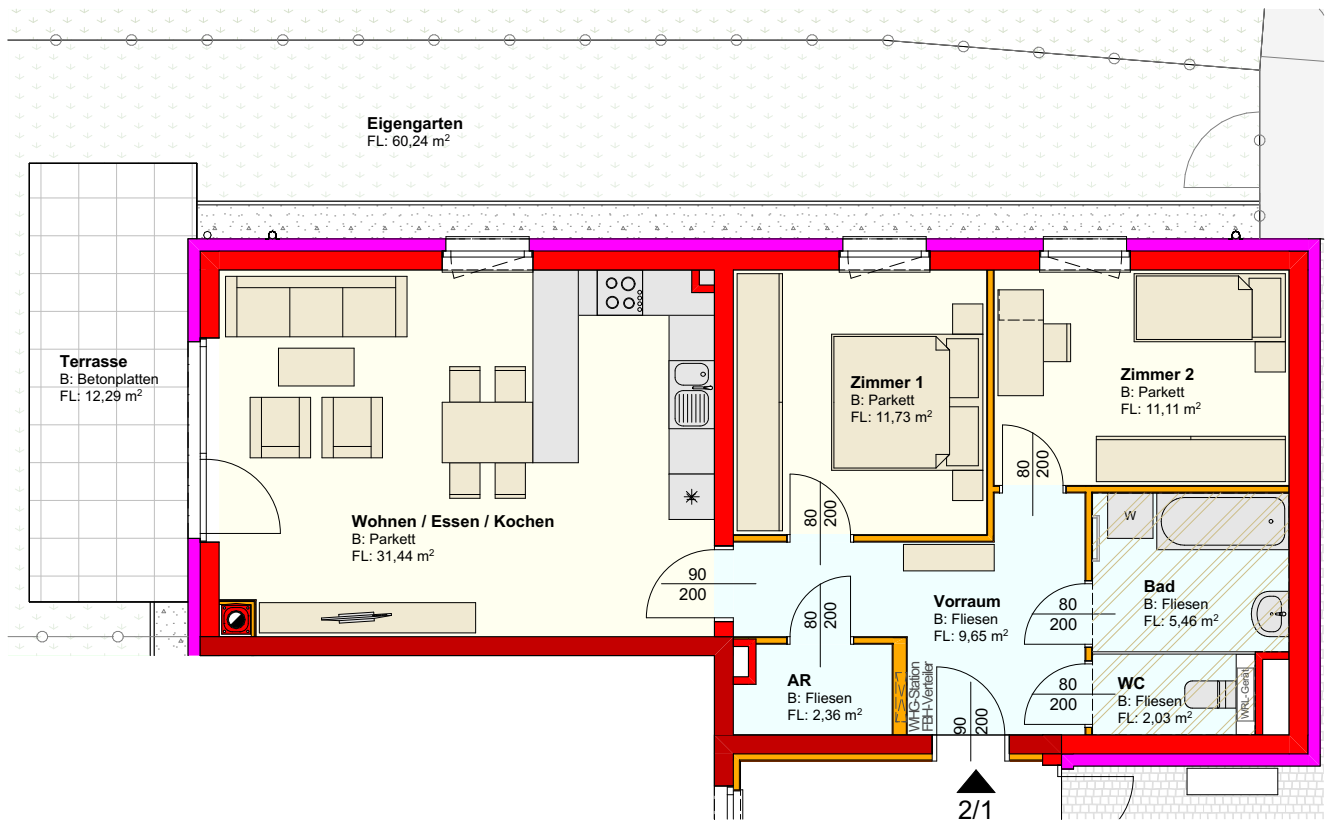 Eigengarten
FL: 60,24 m²
Terrasse
B: Betonplatten
FL: 12,29 m²
Zimmer 1
B: Parkett
FL: 11,73 m²
Zimmer 2
B: Parkett
FL: 11,11 m²
80
200
80
200
W
Wohnen / Essen / Kochen
B: Parkett
FL: 31,44 m²
90
200
80
200
Vorraum
B: Fliesen
FL: 9,65 m²
Bad
B: Fliesen
FL: 5,46 m²
80
200
AR
B: Fliesen
FL: 2,36 m²
WHG-Station
FBH-Verteiler
90
200
80
200
WC
B: Fliesen
FL: 2,03 m²
WRL-Gerät
2/1